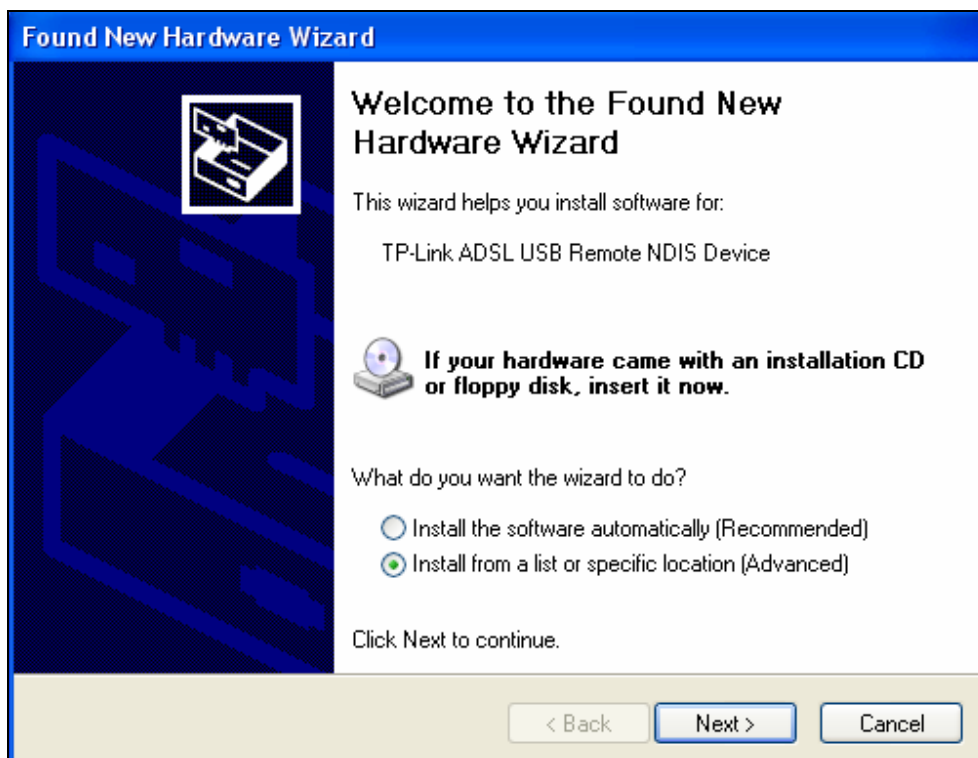 Found New Hardware Wizard
Welcome to the Found New
Hardware Wizard
This wizard helps you install software for:
TP-Link ADSL USB Remote NDIS Device
If your hardware came with an installation CD
or floppy disk, insert it now.
What do you want the wizard to do?
Install the software automatically (Recommended)
Install from a list or specific location (Advanced)
Click Next to continue.
< Back
Next >
Cancel